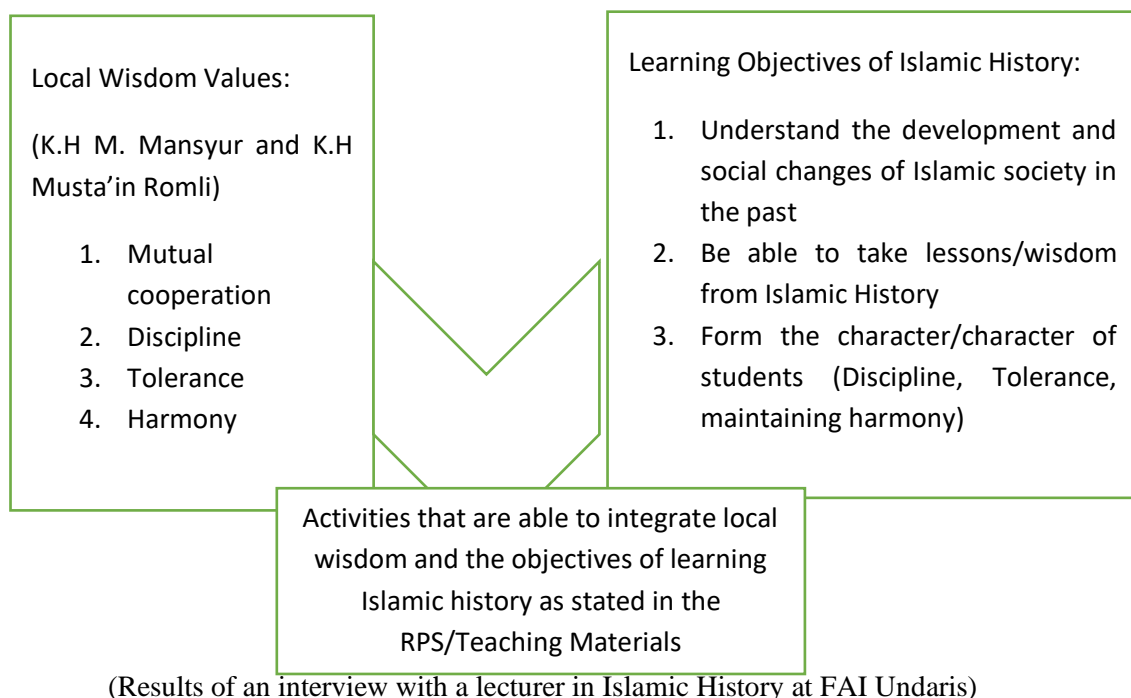 Local Wisdom Values:
(K.H M. Mansyur and K.H
Musta’in Romli)
1. Mutual
cooperation
2. Discipline
3. Tolerance
4. Harmony
Learning Objectives of Islamic History:
1. Understand the development and
social changes of Islamic society in
the past
2. Be able to take lessons/wisdom
from Islamic History
3. Form the character/character of
students (Discipline, Tolerance,
maintaining harmony)
Activities that are able to integrate local
wisdom and the objectives of learning
Islamic history as stated in the
RPS/Teaching Materials
(Results of an interview with a lecturer in Islamic History at FAI Undaris)